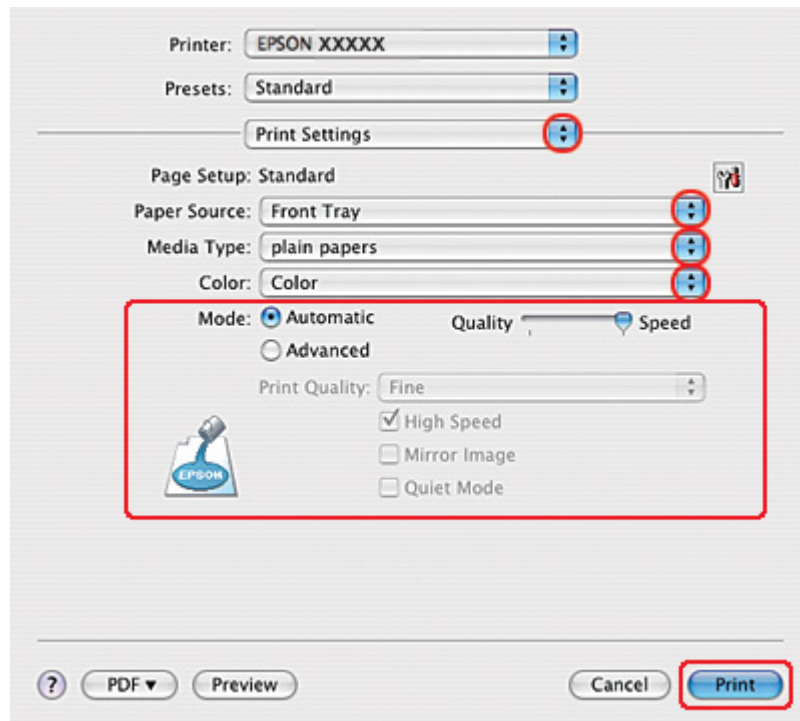 Printer: EPSON XXXXX
Presets: Standard
Print Settings
Page Setup: Standard
Paper Source: Front Tray
Media Type: plain papers
Color: Color
Mode: Automatic Quality Speed
Advanced
Print Quality: Fine
High Speed
Mirror Image
Quiet Mode
EPSON
? PDF ▼ Preview Cancel Print